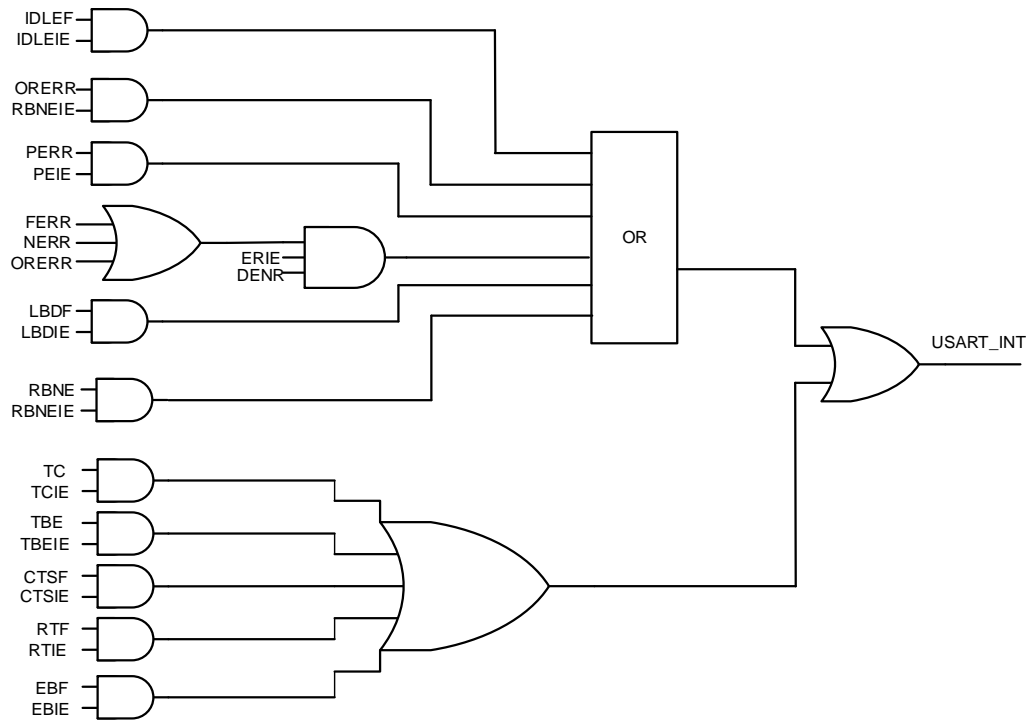 IDLEF
IDLEIE
ORERR
RBNEIE
PERR
PEIE
FERR
NERR
ORERR
ERIE
DENR
OR
LBDF
LBDIE
USART_INT
RBNE
RBNEIE
TC
TCIE
TBE
TBEIE
CTSF
CTSIE
RTF
RTIE
EBF
EBIE